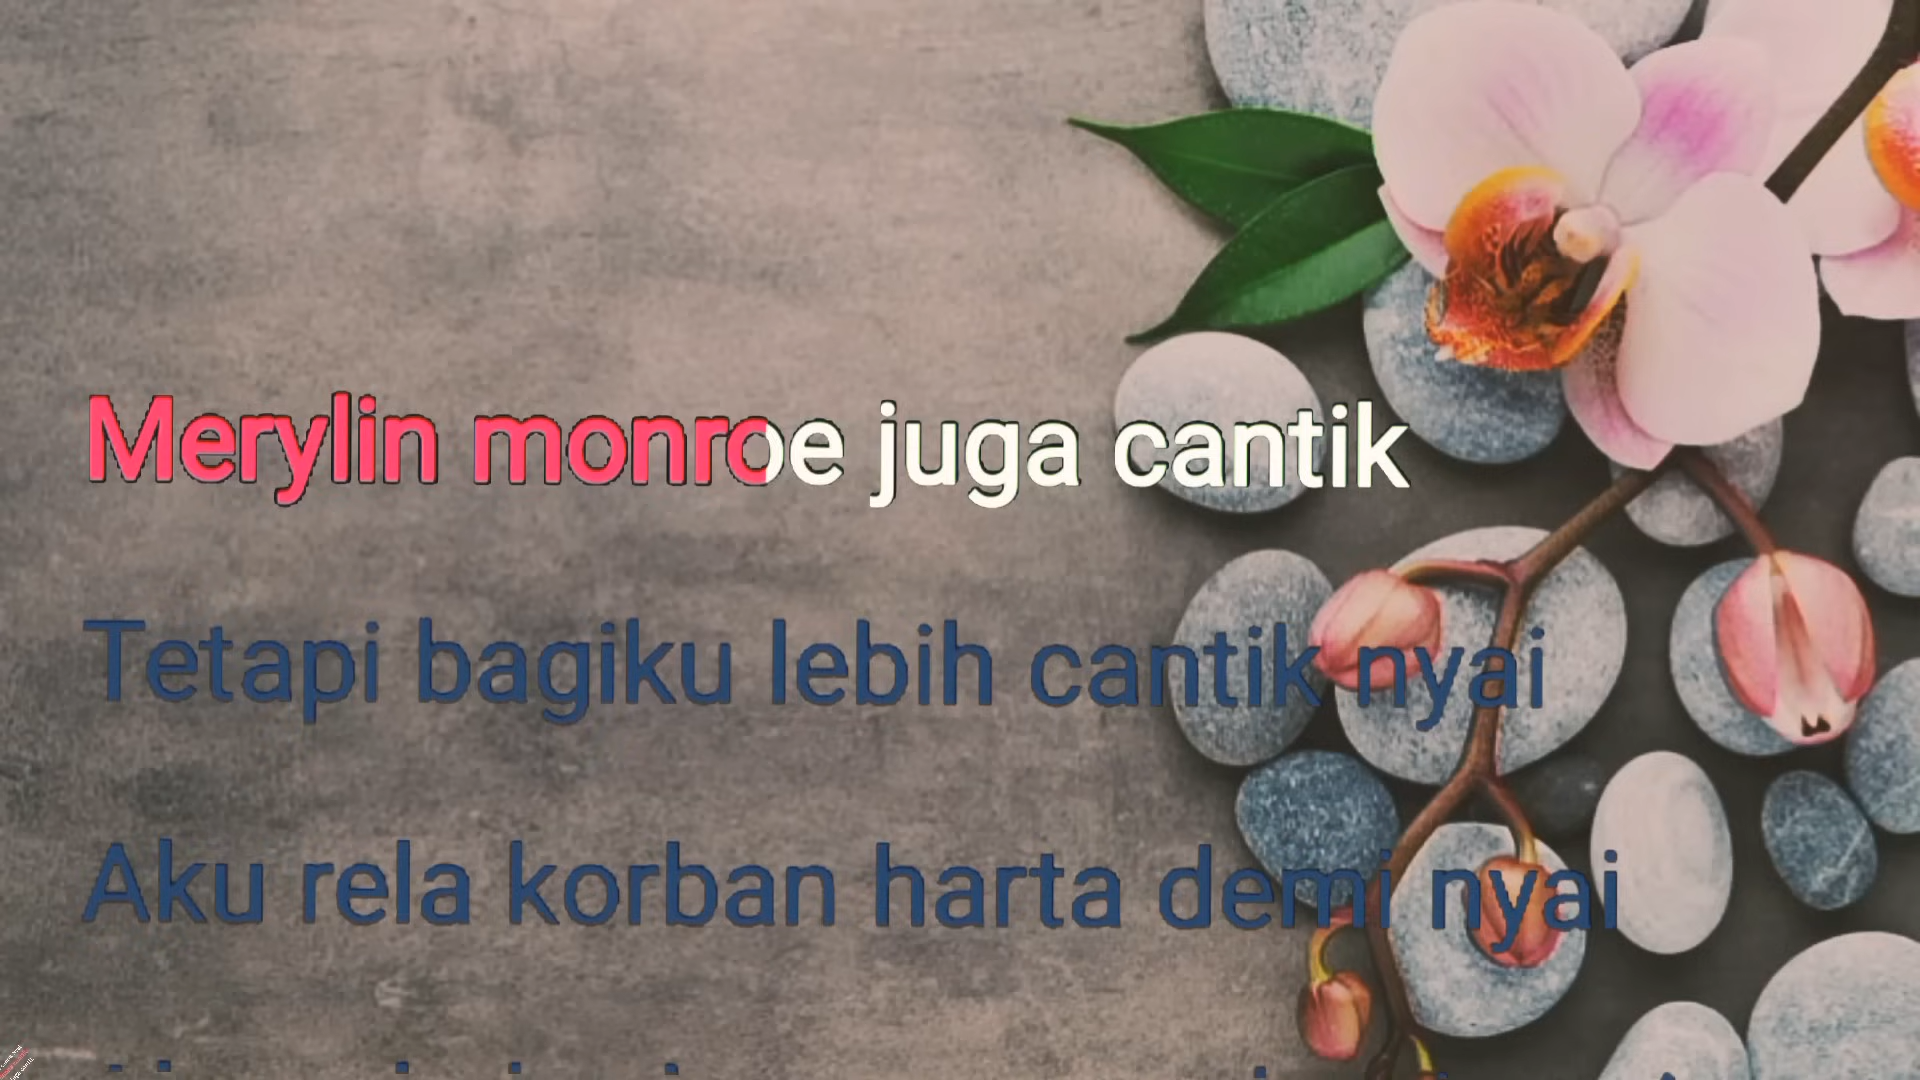 Merylin monroe juga cantik
Tetapi bagiku lebih cantik nyai
Aku rela korban harta demi nyai